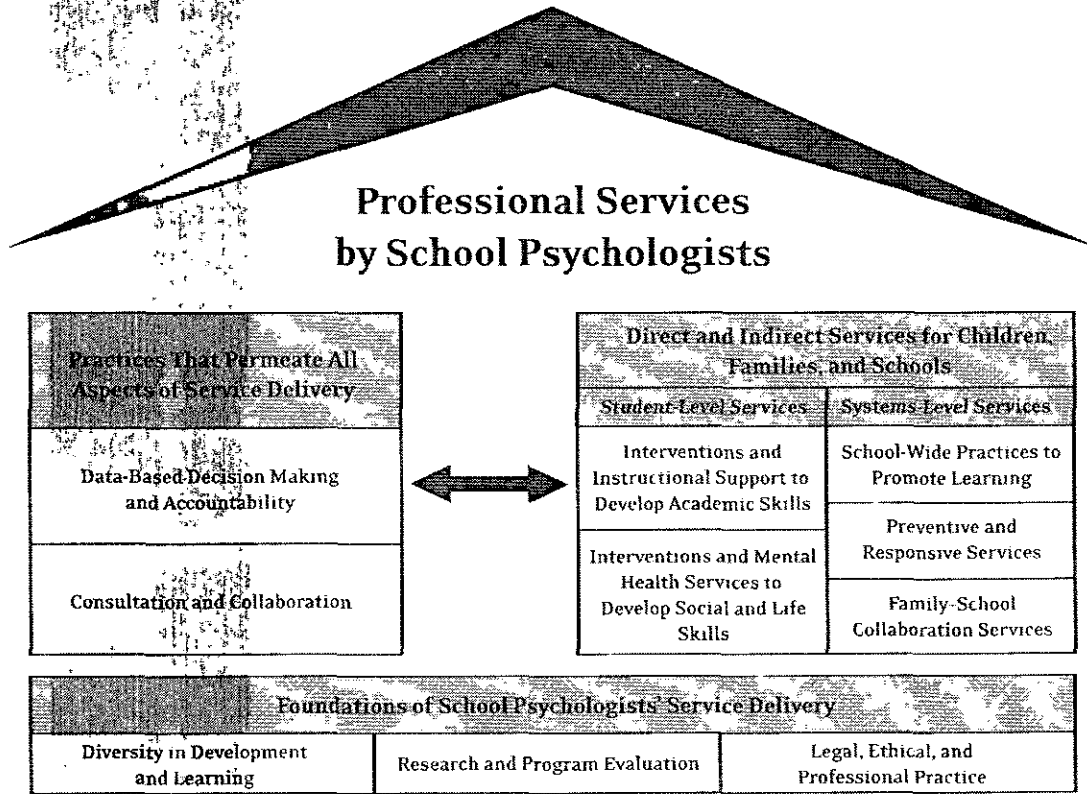 Professional Services
by School Psychologists
Practices That Permeate All
Aspects of Service Delivery
Data-Based Decision Making
and Accountability
Consultation and Collaboration
Direct and Indirect Services for Children,
Families, and Schools
Student-Level Services
Interventions and
Instructional Support to
Develop Academic Skills
Interventions and Mental
Health Services to
Develop Social and Life
Skills
Systems-Level Services
School-Wide Practices to
Promote Learning
Preventive and
Responsive Services
Family-School
Collaboration Services
Foundations of School Psychologists' Service Delivery
Diversity in Development
and Learning
Research and Program Evaluation
Legal, Ethical, and
Professional Practice